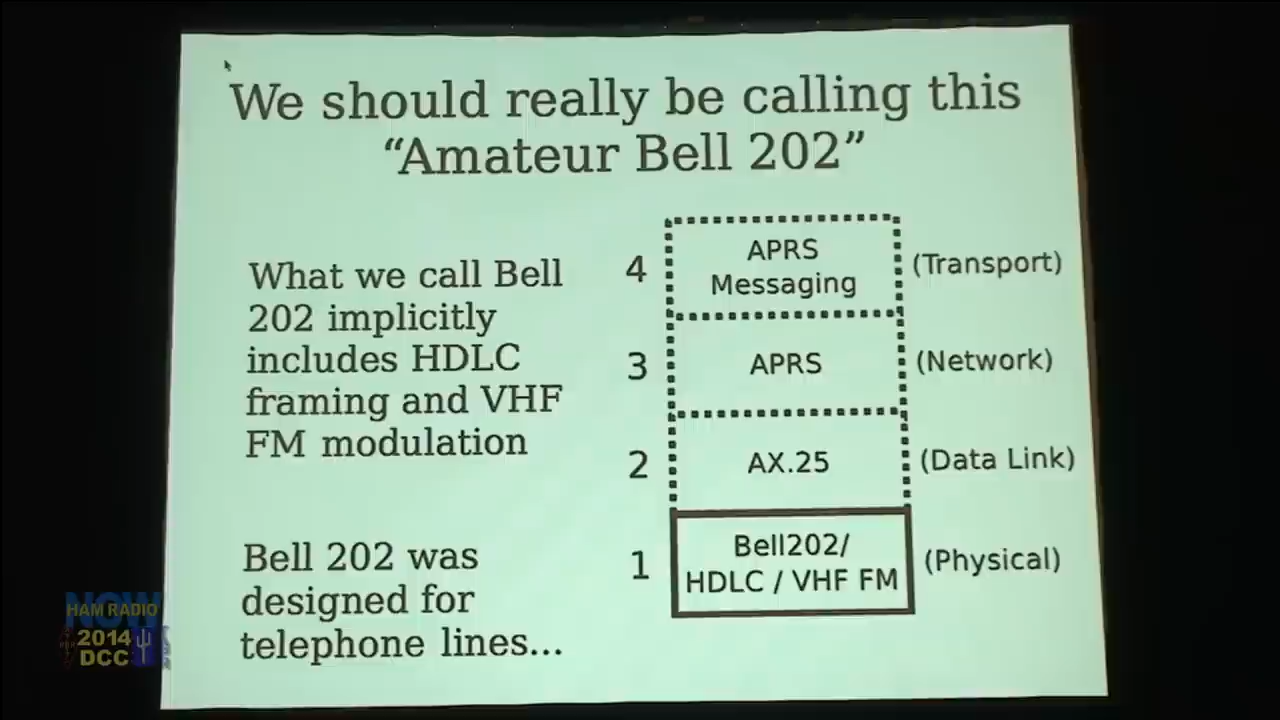 We should really be calling this
“Amateur Bell 202”
What we call Bell
202 implicitly
includes HDLC
framing and VHF
FM modulation
Bell 202 was
designed for
telephone lines...
4
APRS
Messaging
(Transport)
3
APRS
(Network)
2
AX.25
(Data Link)
1
Bell202/
HDLC / VHF FM
(Physical)
NOW
HAM RADIO
2014
DCC